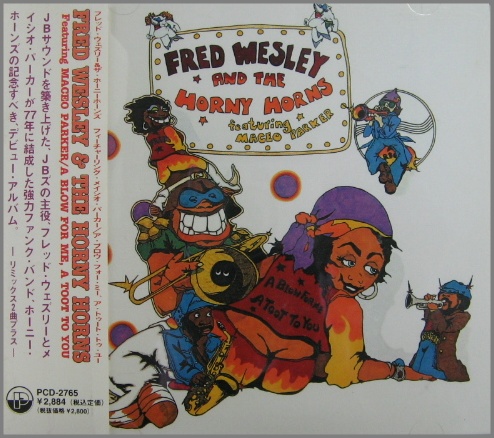 フレッド・ウェズリー&ザ・ホーニー・ホーンズ フィーチャリング・メイシオ・パーカー/ア・ブロウ・フォー・ミー、ア・トゥート・トゥ・ユー
FRED WESLEY & THE HORNY HORNS
Featuring MACEO PARKER/A BLOW FOR ME, A TOOT TO YOU
JBサウンドを築き上げた、JBズの主役、フレッド・ウェズリーとメ
イシオ・パーカーが77年に結成した強力ファンク・バンド、ホーニー・
ホーンズの記念すべき、デビュー・アルバム。 —リミックス2曲プラス—
PCD-2765
¥2,884 (税込定価)
(税抜価格 ¥2,800)
FRED WESLEY
AND THE
HORNY HORNS
featuring
MACEO PARKER
A BLOW FOR ME
A TOOT TO YOU